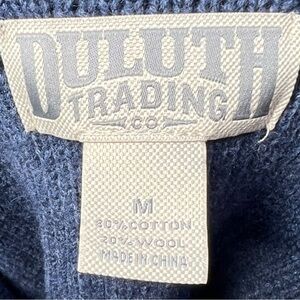 DULUTH
TRADING
CO
M
80% COTTON
20% WOOL
MADE IN CHINA